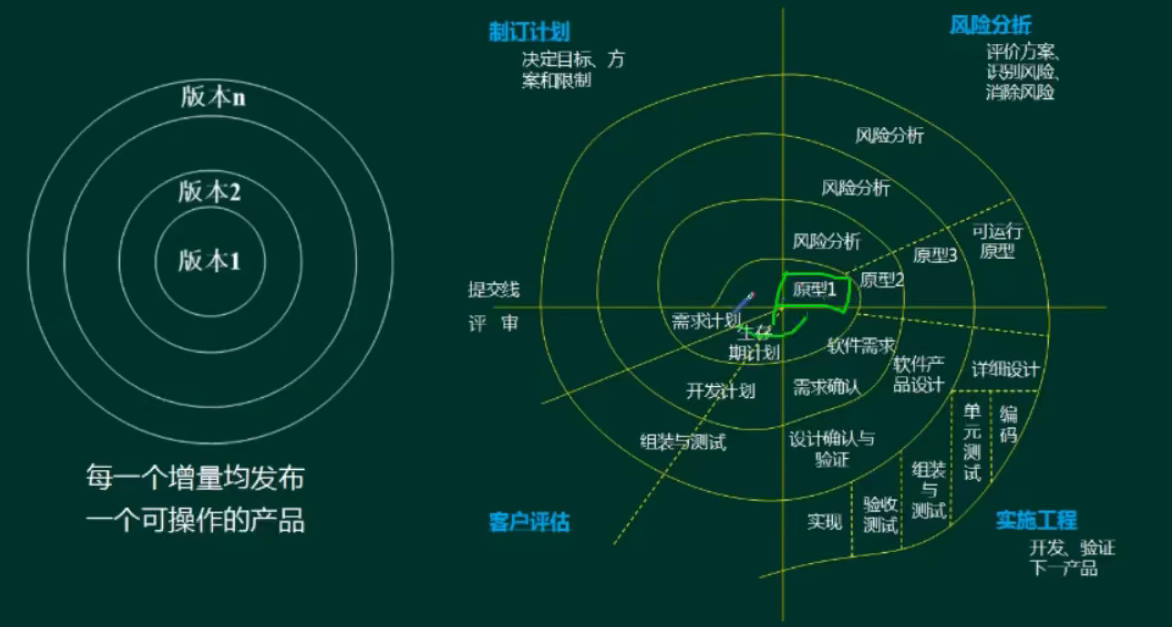 版本n
版本2
版本1
每一个增量均发布
一个可操作的产品
制订计划
决定目标、方
案和限制
风险分析
评价方案、
识别风险、
消除风险
风险分析
风险分析
风险分析
可运行
原型
原型3
原型2
原型1
提交线
评 审
需求计划
生存
期计划
开发计划
组装与测试
软件需求
需求确认
软件产
品设计
设计确认与
验证
详细设计
编
码
单
元
测
试
组装
与
测试
验收
测试
实现
客户评估
实施工程
开发、验证
下一产品